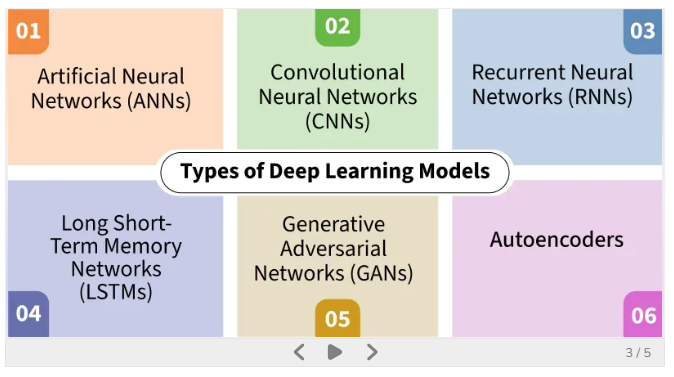 01
Artificial Neural
Networks (ANNs)
02
Convolutional
Neural Networks
(CNNs)
03
Recurrent Neural
Networks (RNNs)
Types of Deep Learning Models
Long Short-
Term Memory
Networks
(LSTMs)
04
Generative
Adversarial
Networks (GANs)
05
Autoencoders
06
3 / 5